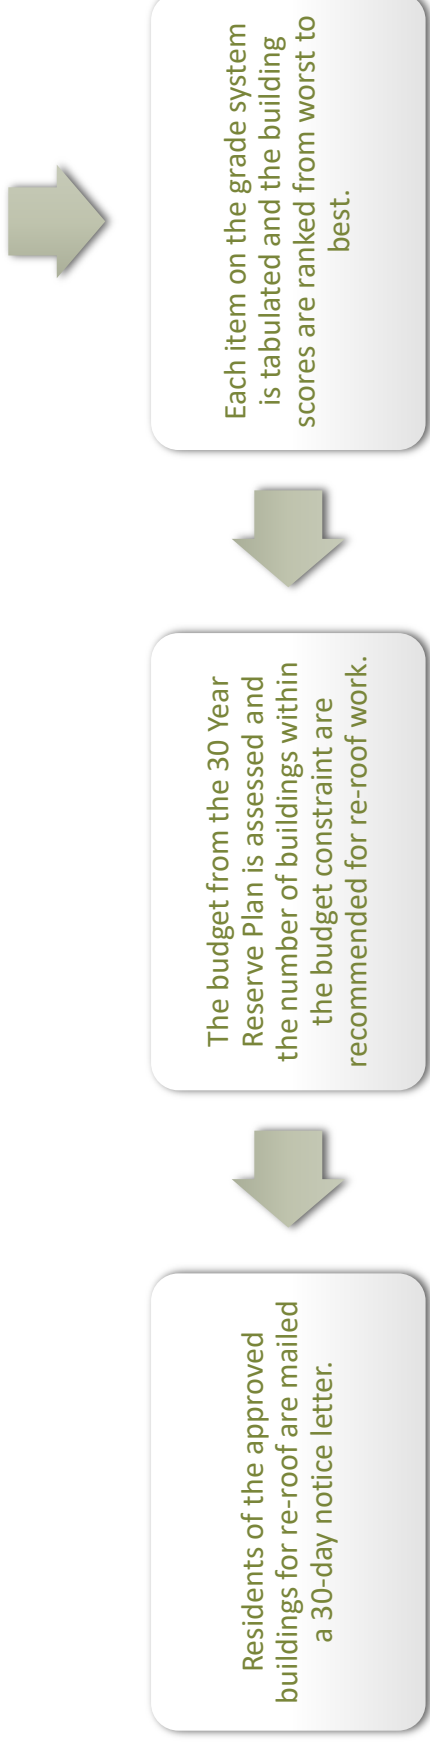 Each item on the grade system
is tabulated and the building
scores are ranked from worst to
best.
The budget from the 30 Year
Reserve Plan is assessed and
the number of buildings within
the budget constraint are
recommended for re-roof work.
Residents of the approved
buildings for re-roof are mailed
a 30-day notice letter.